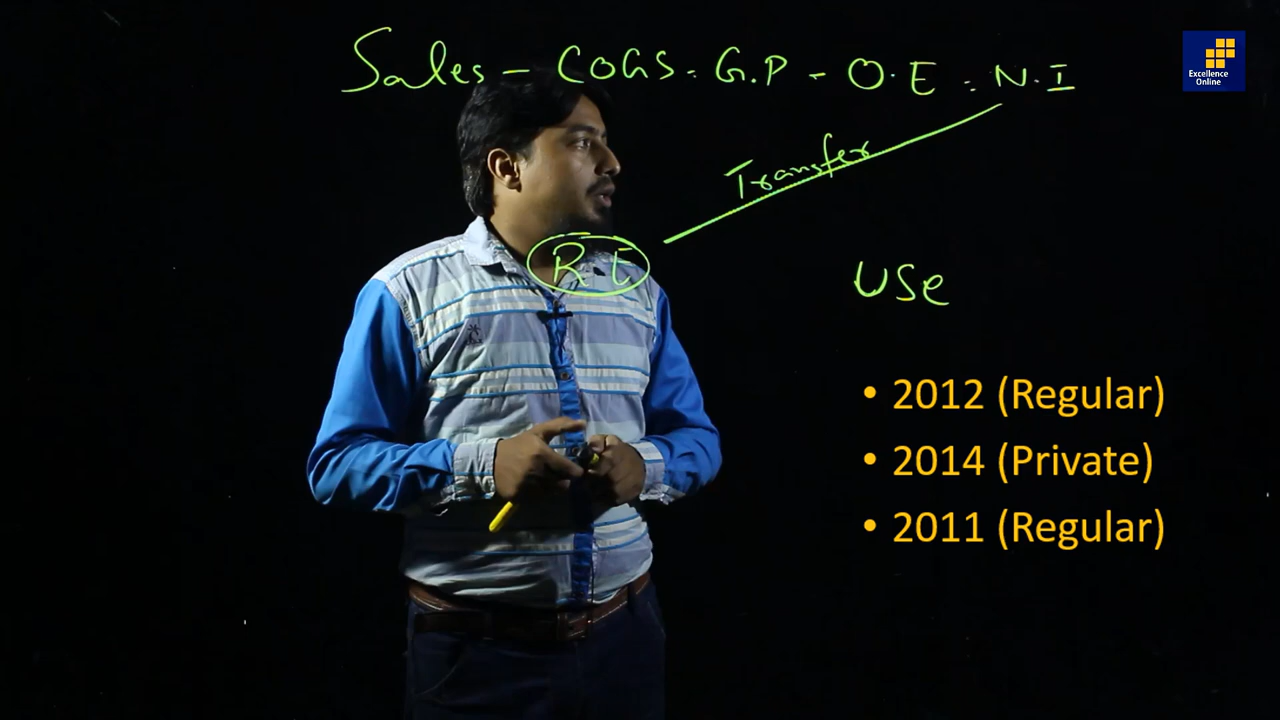 Sales - COGS = G.P - O.E = N.I
Excellence
Online
Transfer
R.E
Use
• 2012 (Regular)
• 2014 (Private)
• 2011 (Regular)